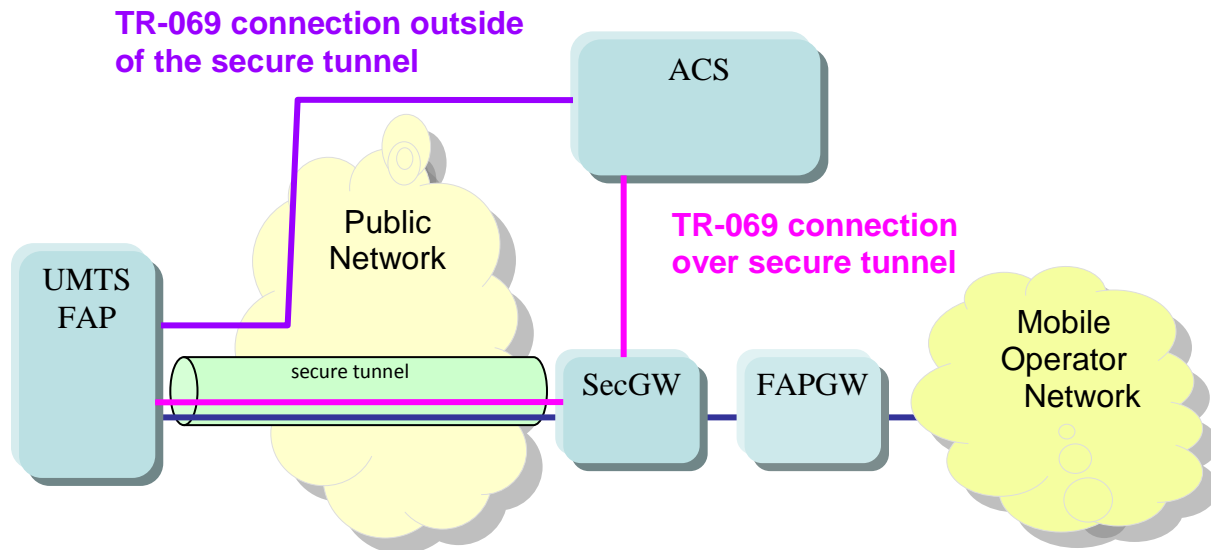 TR-069 connection outside
of the secure tunnel
ACS
Public
Network
TR-069 connection
over secure tunnel
UMTS
FAP
Mobile
Operator
Network
secure tunnel
SecGW
FAPGW